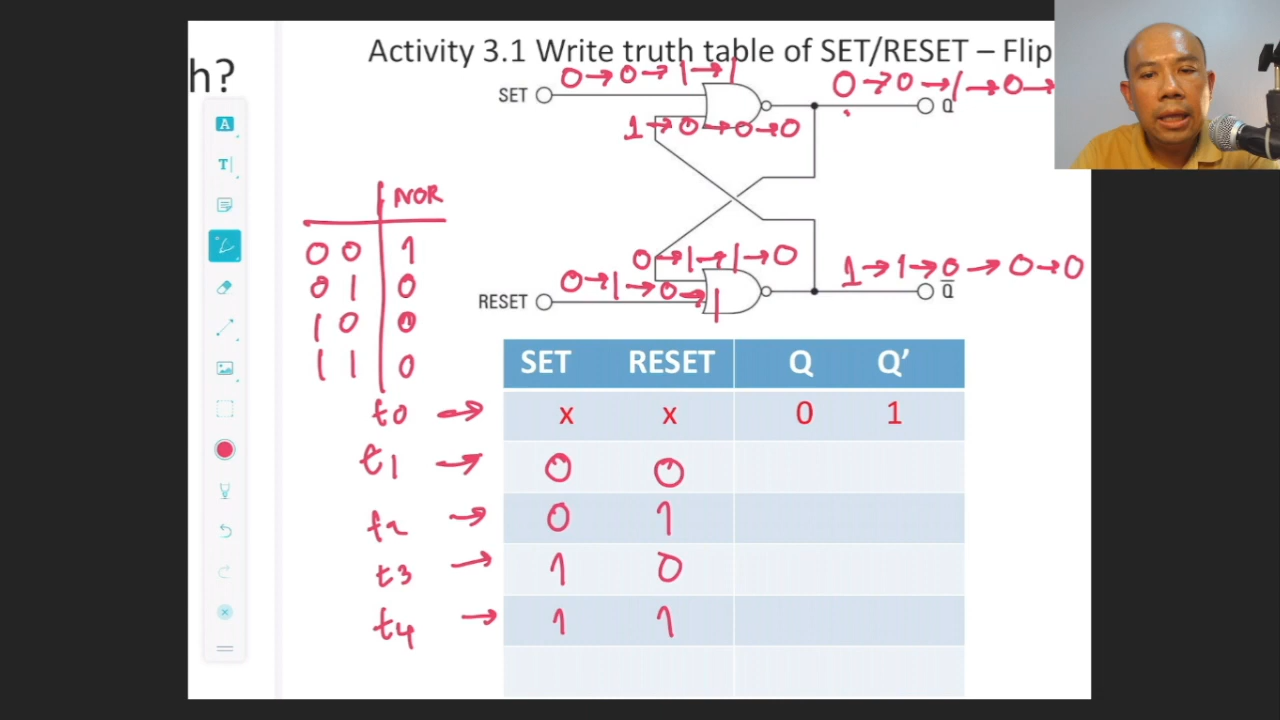 h?
Activity 3.1 Write truth table of SET/RESET – Flip
0→0→1→1
0→0→1→0→
SET
Q
1→0→0→0
NOR
0 0 1
0 1 0
1 0 0
1 1 0
0→1→1→0
1→1→0→0→0
0→1→0→1
RESET
Q̅
SET RESET Q Q’
t0 → x x 0 1
t1 → 0 0
t2 → 0 1
t3 → 1 0
t4 → 1 1
A
T|